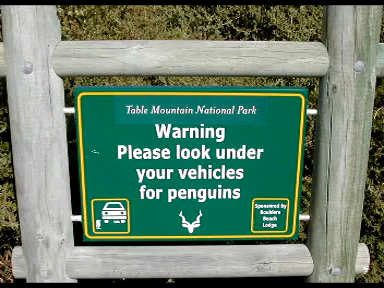 Table Mountain National Park
Warning
Please look under
your vehicles
for penguins
Sponsored by
Boulders
Beach
Lodge